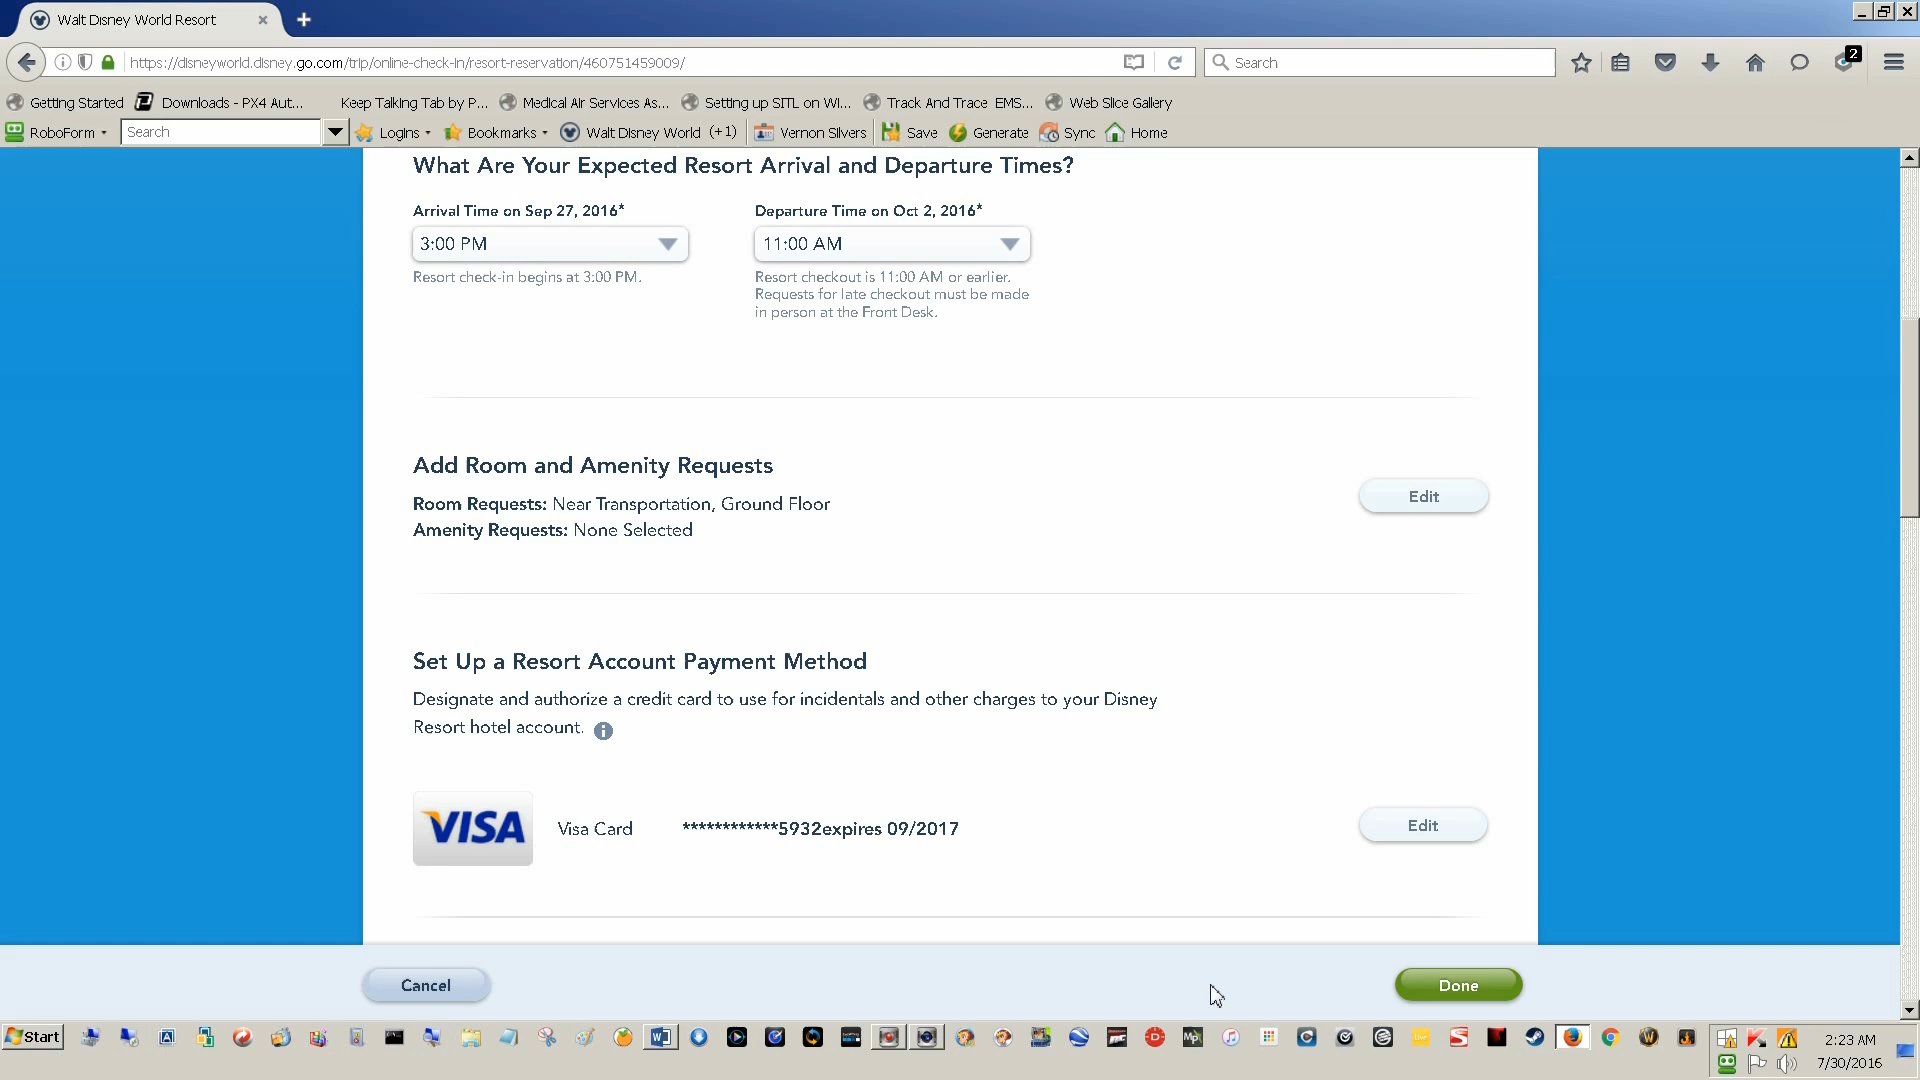 Walt Disney World Resort
https://disneyworld.disney.go.com/trip/online-check-in/resort-reservation/460751459009/
Search
2
Getting Started
Downloads - PX4 Aut...
Keep Talking Tab by P...
Medical Air Services As...
Setting up SITL on Wi...
Track And Trace EMS...
Web Slice Gallery
RoboForm
Search
Logins
Bookmarks
Walt Disney World (+1)
Vernon Silvers
Save
Generate
Sync
Home
What Are Your Expected Resort Arrival and Departure Times?
Arrival Time on Sep 27, 2016*
Departure Time on Oct 2, 2016*
3:00 PM
11:00 AM
Resort check-in begins at 3:00 PM.
Resort checkout is 11:00 AM or earlier.
Requests for late checkout must be made
in person at the Front Desk.
Add Room and Amenity Requests
Room Requests: Near Transportation, Ground Floor
Amenity Requests: None Selected
Edit
Set Up a Resort Account Payment Method
Designate and authorize a credit card to use for incidentals and other charges to your Disney
Resort hotel account.
VISA
Visa Card
************5932expires 09/2017
Edit
Cancel
Done
Start
2:23 AM
7/30/2016